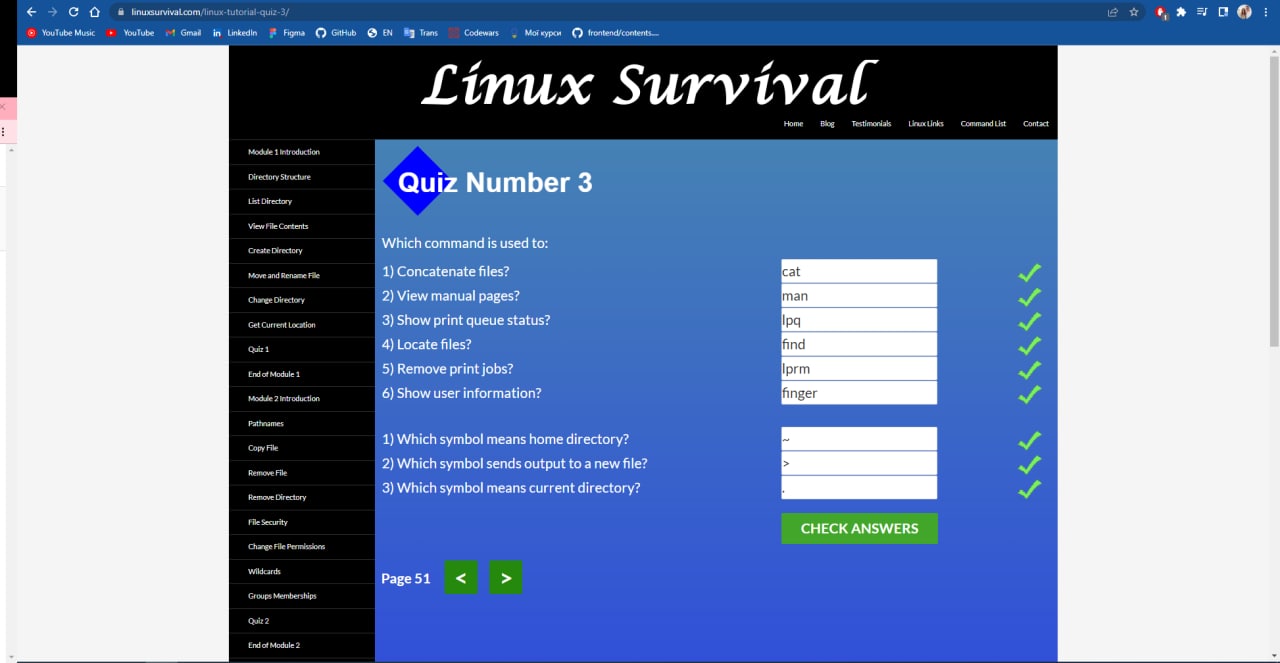 linuxsurvival.com/linux-tutorial-quiz-3/
YouTube Music YouTube Gmail LinkedIn Figma GitHub EN Trans Codewars Мої курси frontend/contents....
Linux Survival
Home Blog Testimonials Linux Links Command List Contact
Module 1 Introduction
Directory Structure
List Directory
View File Contents
Create Directory
Move and Rename File
Change Directory
Get Current Location
Quiz 1
End of Module 1
Module 2 Introduction
Pathnames
Copy File
Remove File
Remove Directory
File Security
Change File Permissions
Wildcards
Groups Memberships
Quiz 2
End of Module 2
Quiz Number 3
Which command is used to:
1) Concatenate files? cat
2) View manual pages? man
3) Show print queue status? lpq
4) Locate files? find
5) Remove print jobs? lprm
6) Show user information? finger
1) Which symbol means home directory? ~
2) Which symbol sends output to a new file? >
3) Which symbol means current directory? .
CHECK ANSWERS
Page 51 < >